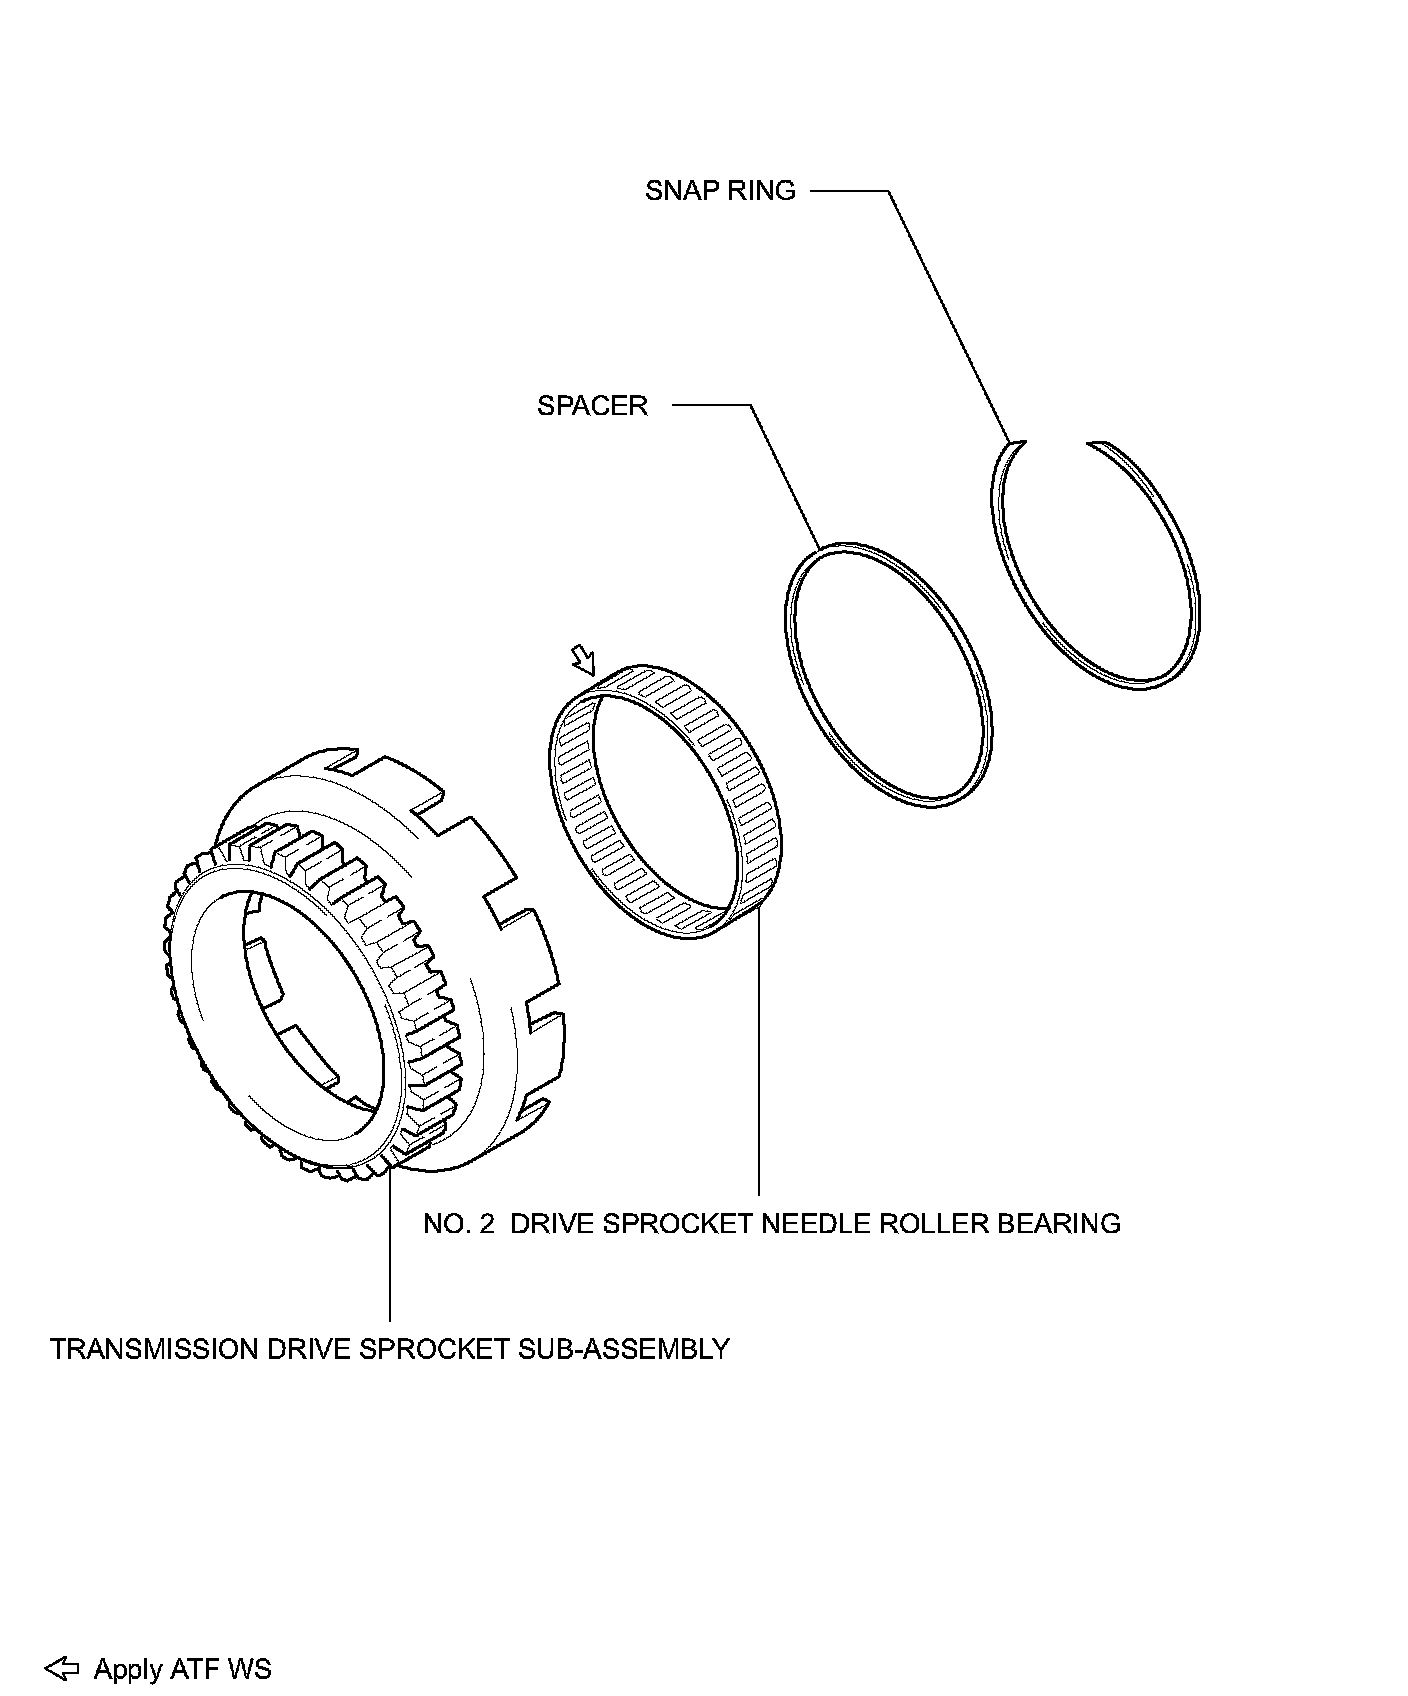 SNAP RING
SPACER
NO. 2  DRIVE SPROCKET NEEDLE ROLLER BEARING
TRANSMISSION DRIVE SPROCKET SUB-ASSEMBLY
Apply ATF WS